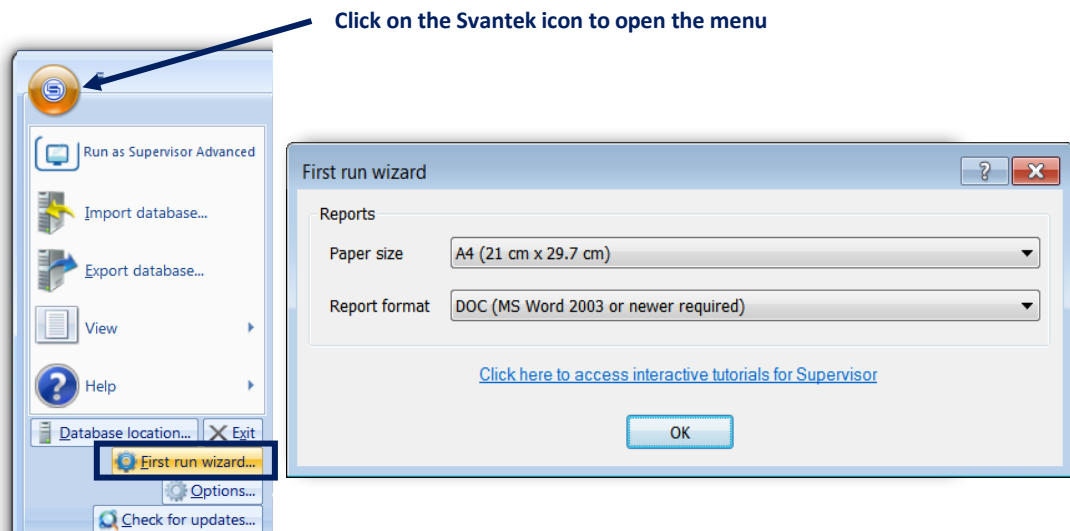 Click on the Svantek icon to open the menu
Run as Supervisor Advanced
Import database...
Export database...
View
Help
Database location...
Exit
First run wizard...
Options...
Check for updates...
First run wizard
Reports
Paper size
A4 (21 cm x 29.7 cm)
Report format
DOC (MS Word 2003 or newer required)
Click here to access interactive tutorials for Supervisor
OK